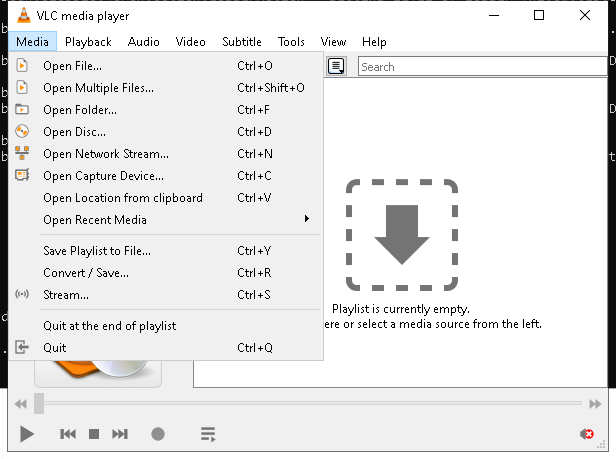 VLC media player
Media Playback Audio Video Subtitle Tools View Help
Open File... Ctrl+O
Open Multiple Files... Ctrl+Shift+O
Open Folder... Ctrl+F
Open Disc... Ctrl+D
Open Network Stream... Ctrl+N
Open Capture Device... Ctrl+C
Open Location from clipboard Ctrl+V
Open Recent Media
Save Playlist to File... Ctrl+Y
Convert / Save... Ctrl+R
Stream... Ctrl+S
Quit at the end of playlist
Quit Ctrl+Q
Search
Playlist is currently empty.
ere or select a media source from the left.